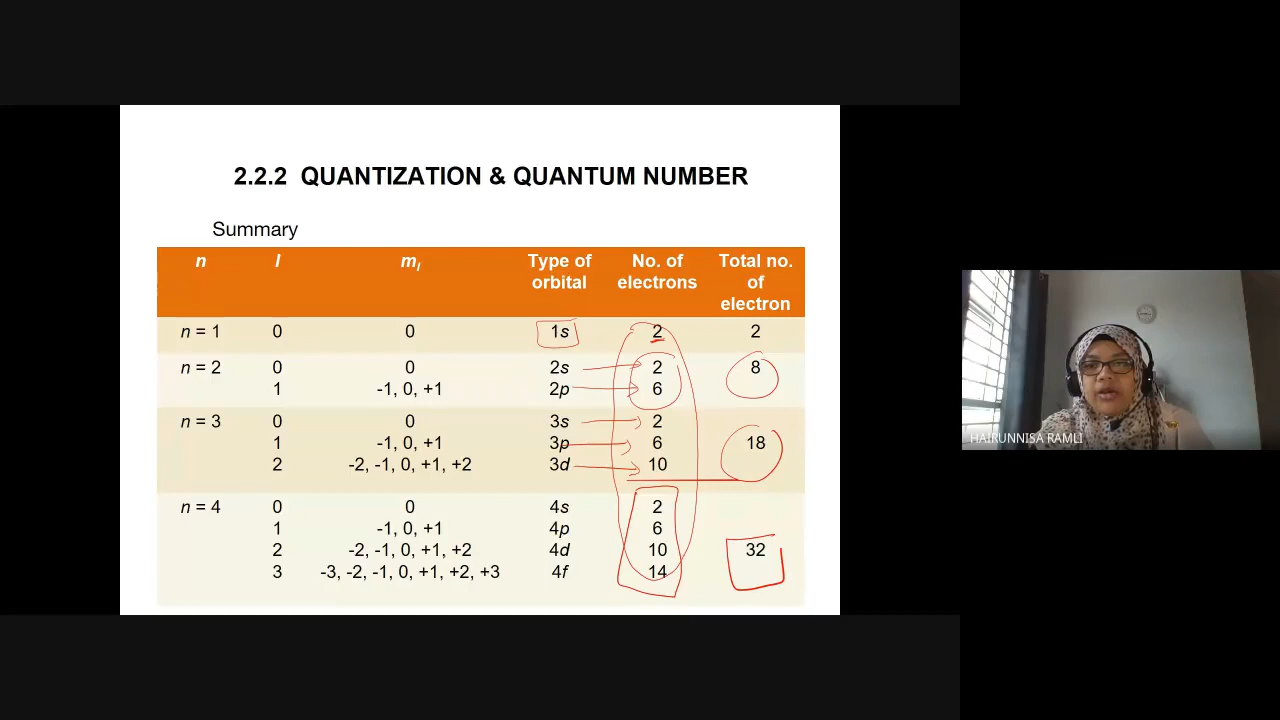 2.2.2 QUANTIZATION & QUANTUM NUMBER
Summary
n l ml Type of orbital No. of electrons Total no. of electron
n = 1 0 0 1s 2 2
n = 2 0 0 2s 2 8
1 -1, 0, +1 2p 6
n = 3 0 0 3s 2
1 -1, 0, +1 3p 6 18
2 -2, -1, 0, +1, +2 3d 10
n = 4 0 0 4s 2
1 -1, 0, +1 4p 6
2 -2, -1, 0, +1, +2 4d 10 32
3 -3, -2, -1, 0, +1, +2, +3 4f 14
HAIRUNNISA RAMLI